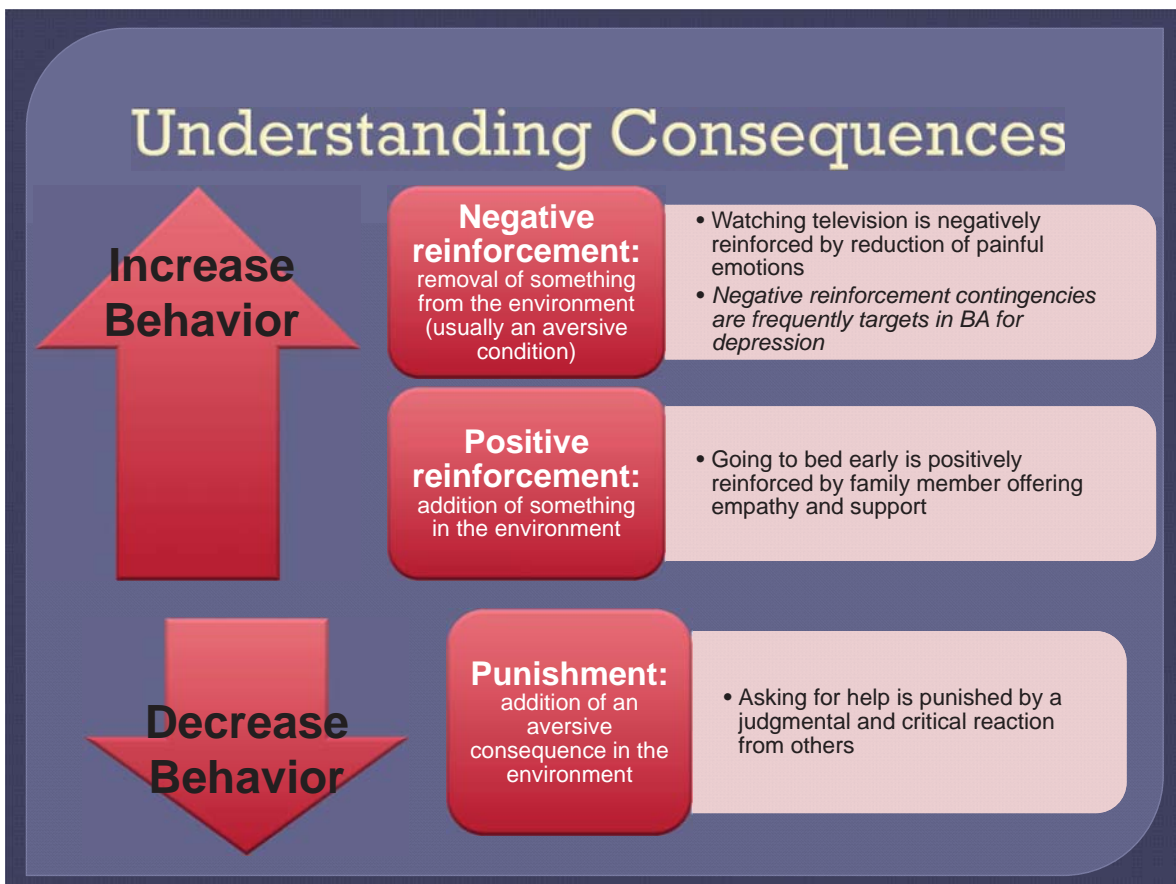 Understanding Consequences
Increase
Behavior
Negative
reinforcement:
removal of something
from the environment
(usually an aversive
condition)
• Watching television is negatively
reinforced by reduction of painful
emotions
• Negative reinforcement contingencies
are frequently targets in BA for
depression
Positive
reinforcement:
addition of something
in the environment
• Going to bed early is positively
reinforced by family member offering
empathy and support
Decrease
Behavior
Punishment:
addition of an
aversive
consequence in the
environment
• Asking for help is punished by a
judgmental and critical reaction
from others